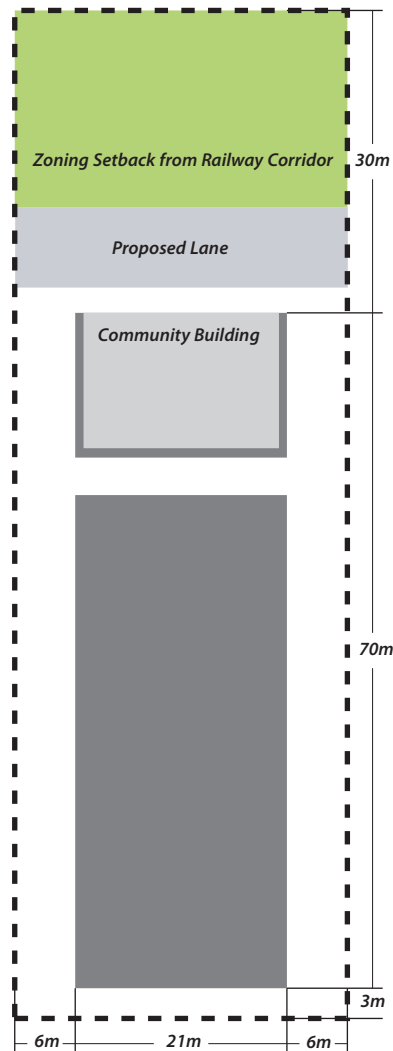 Zoning Setback from Railway Corridor
30m
Proposed Lane
Community Building
70m
3m
6m
21m
6m